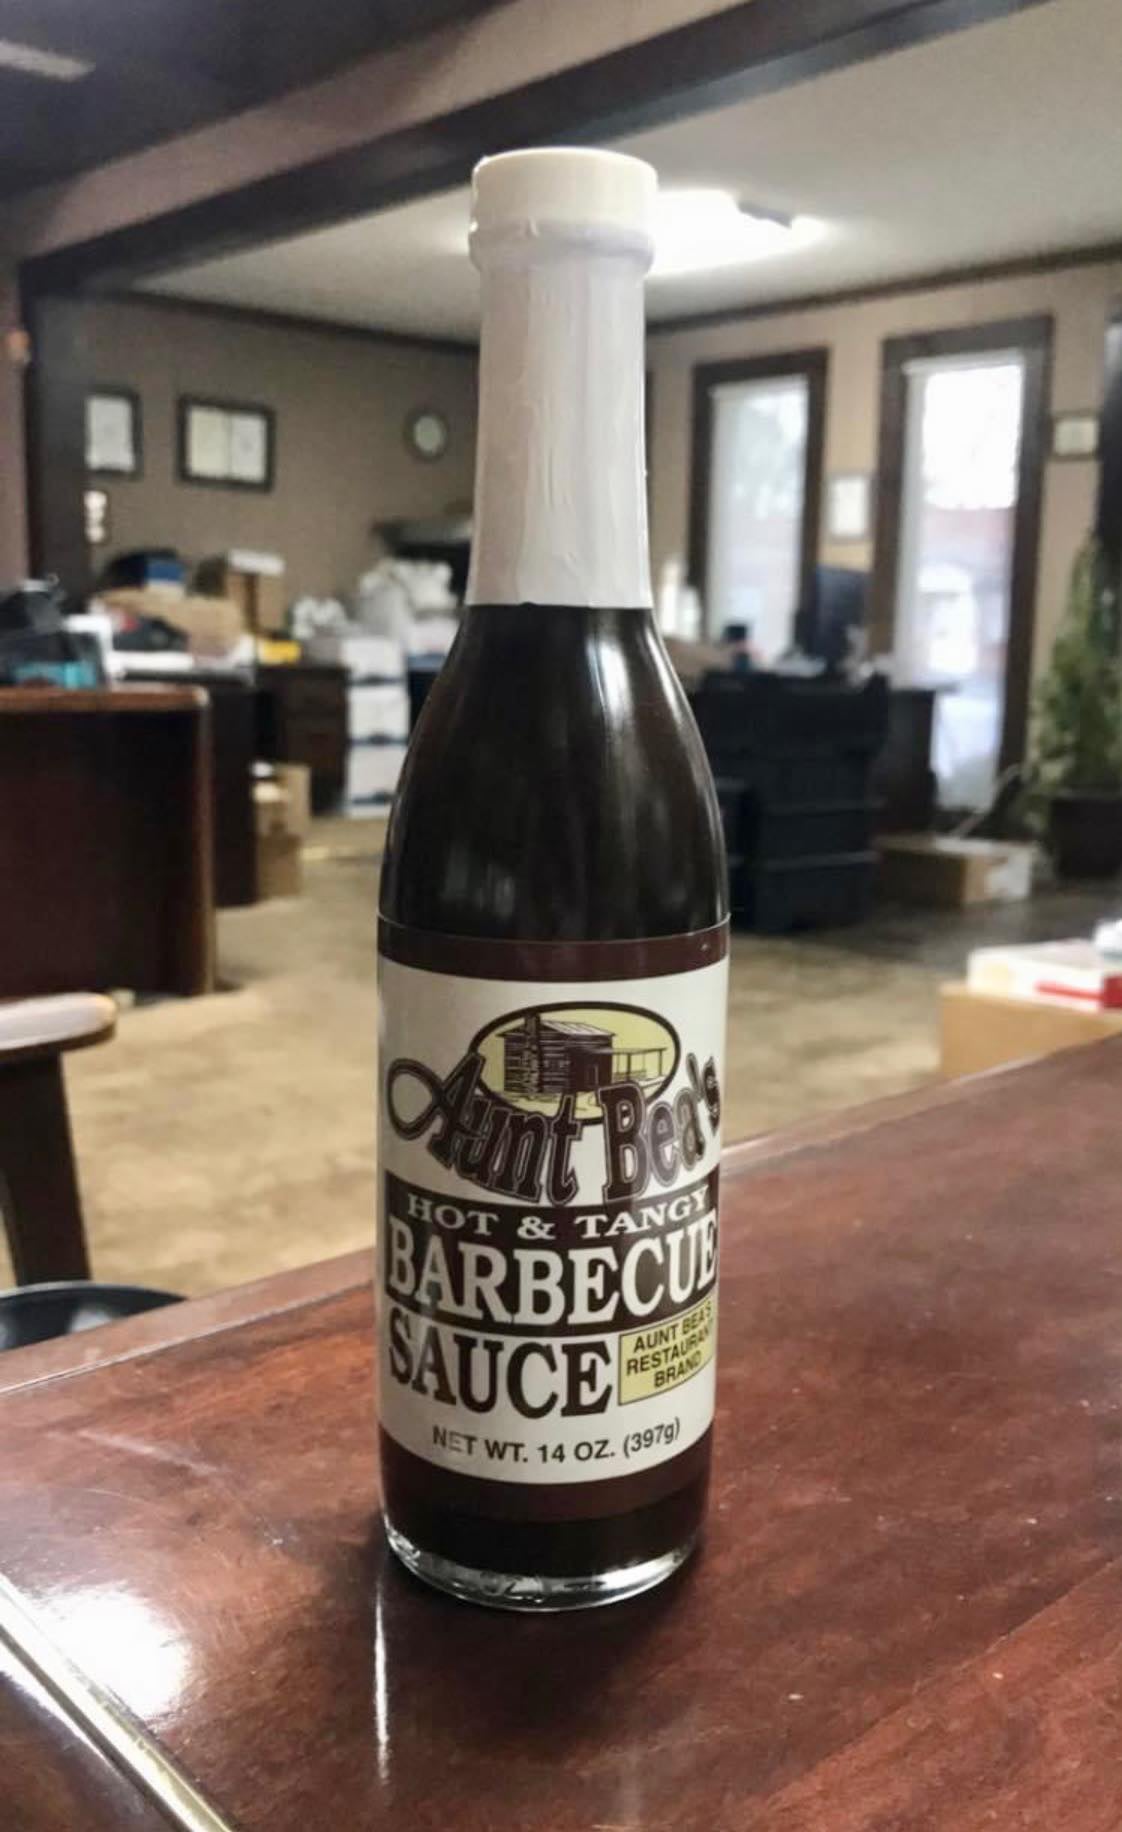 Aunt Bea's
HOT & TANGY
BARBECUE
SAUCE
AUNT BEA'S
RESTAURANT
BRAND
NET WT. 14 OZ. (397g)